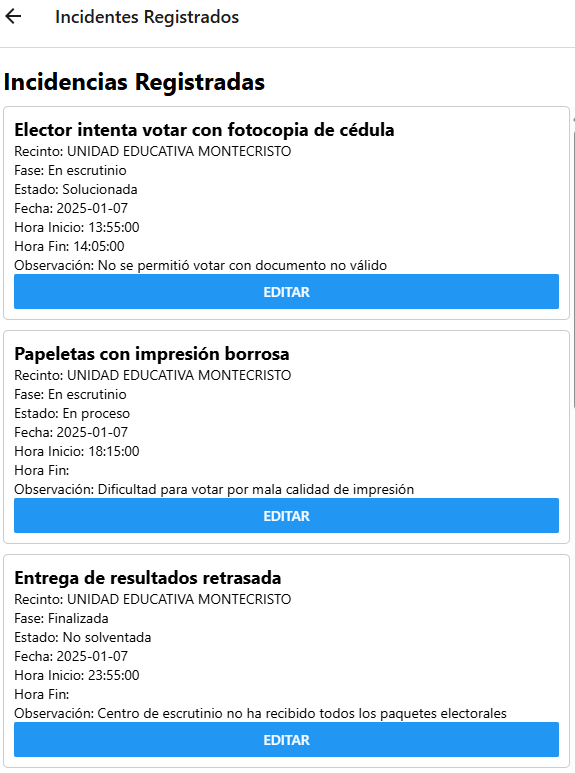 Incidentes Registrados
Incidencias Registradas
Elector intenta votar con fotocopia de cédula
Recinto: UNIDAD EDUCATIVA MONTECRISTO
Fase: En escrutinio
Estado: Solucionada
Fecha: 2025-01-07
Hora Inicio: 13:55:00
Hora Fin: 14:05:00
Observación: No se permitió votar con documento no válido
EDITAR
Papeletas con impresión borrosa
Recinto: UNIDAD EDUCATIVA MONTECRISTO
Fase: En escrutinio
Estado: En proceso
Fecha: 2025-01-07
Hora Inicio: 18:15:00
Hora Fin:
Observación: Dificultad para votar por mala calidad de impresión
EDITAR
Entrega de resultados retrasada
Recinto: UNIDAD EDUCATIVA MONTECRISTO
Fase: Finalizada
Estado: No solventada
Fecha: 2025-01-07
Hora Inicio: 23:55:00
Hora Fin:
Observación: Centro de escrutinio no ha recibido todos los paquetes electorales
EDITAR